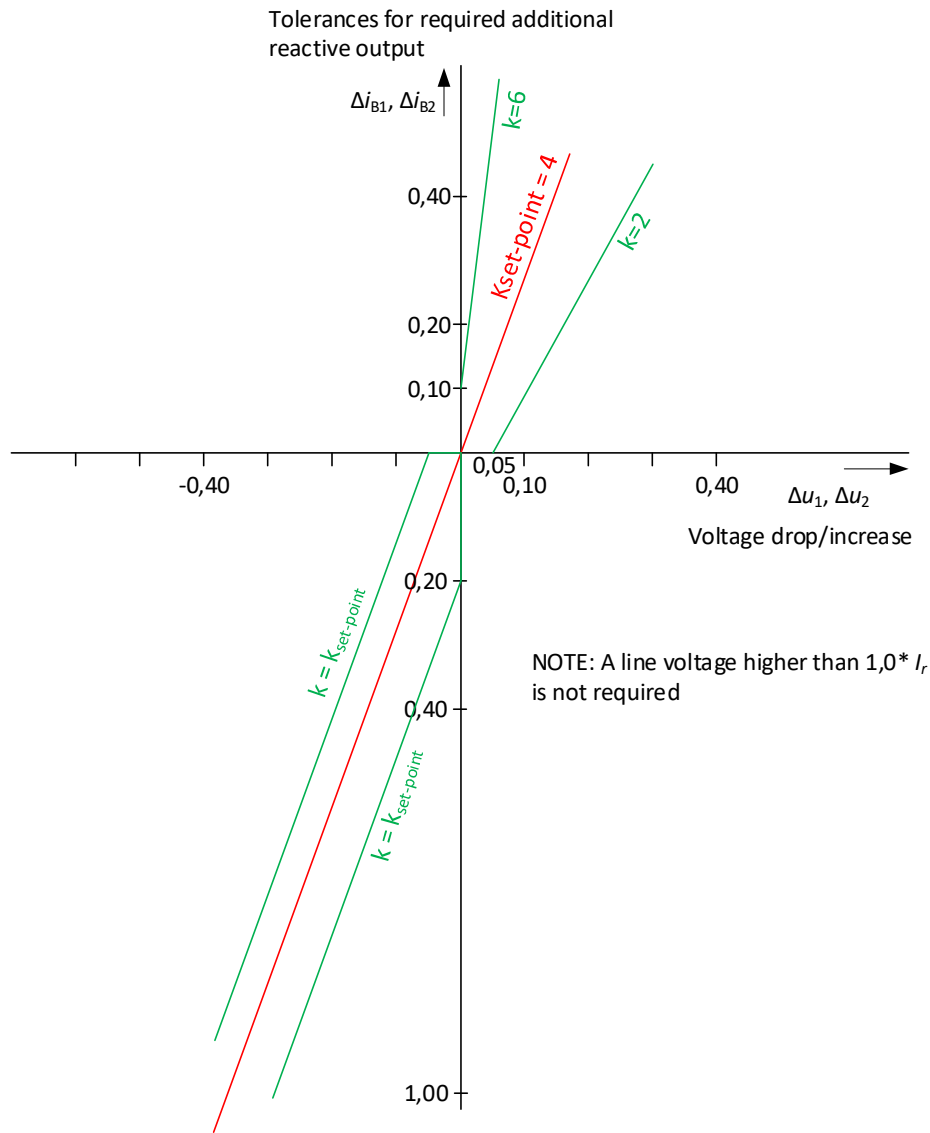 Tolerances for required additional
reactive output
Δi_B1, Δi_B2
k=6
Kset-point = 4
k=2
0,40
0,20
0,10
0,05
-0,40
0,10
0,40
Δu_1, Δu_2
Voltage drop/increase
0,20
k = k_set-point
NOTE: A line voltage higher than 1,0* I_r
is not required
0,40
k = k_set-point
1,00